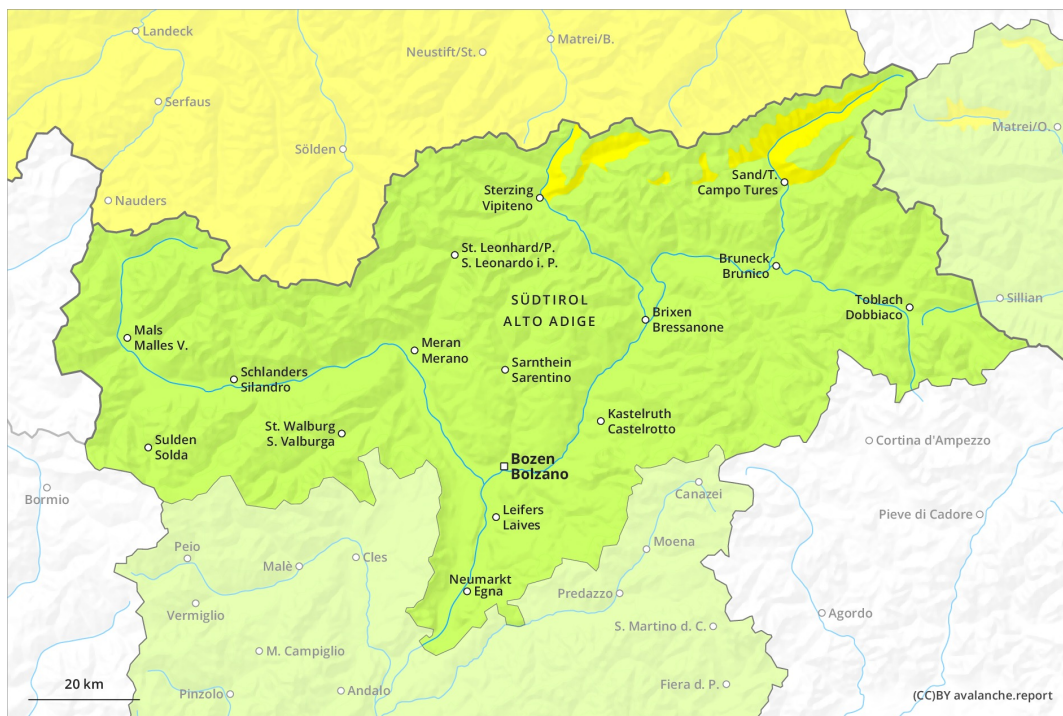 Landeck
Matrei/B.
Neustift/St.
Serfaus
Matrei/O.
Sölden
Sand/T.
Campo Tures
Sterzing
Vipiteno
Nauders
St. Leonhard/P.
S. Leonardo i. P.
Bruneck
Brunico
SÜDTIROL
ALTO ADIGE
Toblach
Dobbiaco
Sillian
Brixen
Bressanone
Mals
Malles V.
Meran
Merano
Sarnthein
Sarentino
Schlanders
Silandro
Kastelruth
Castelrotto
St. Walburg
S. Valburga
Sulden
Solda
Cortina d'Ampezzo
Bozen
Bolzano
Bormio
Canazei
Leifers
Laives
Pieve di Cadore
Peio
Moena
Cles
Malè
Neumarkt
Egna
Predazzo
Vermiglio
Agordo
S. Martino d. C.
M. Campiglio
20 km
Pinzolo
Andalo
Fiera d. P.
(CC)BY avalanche.report